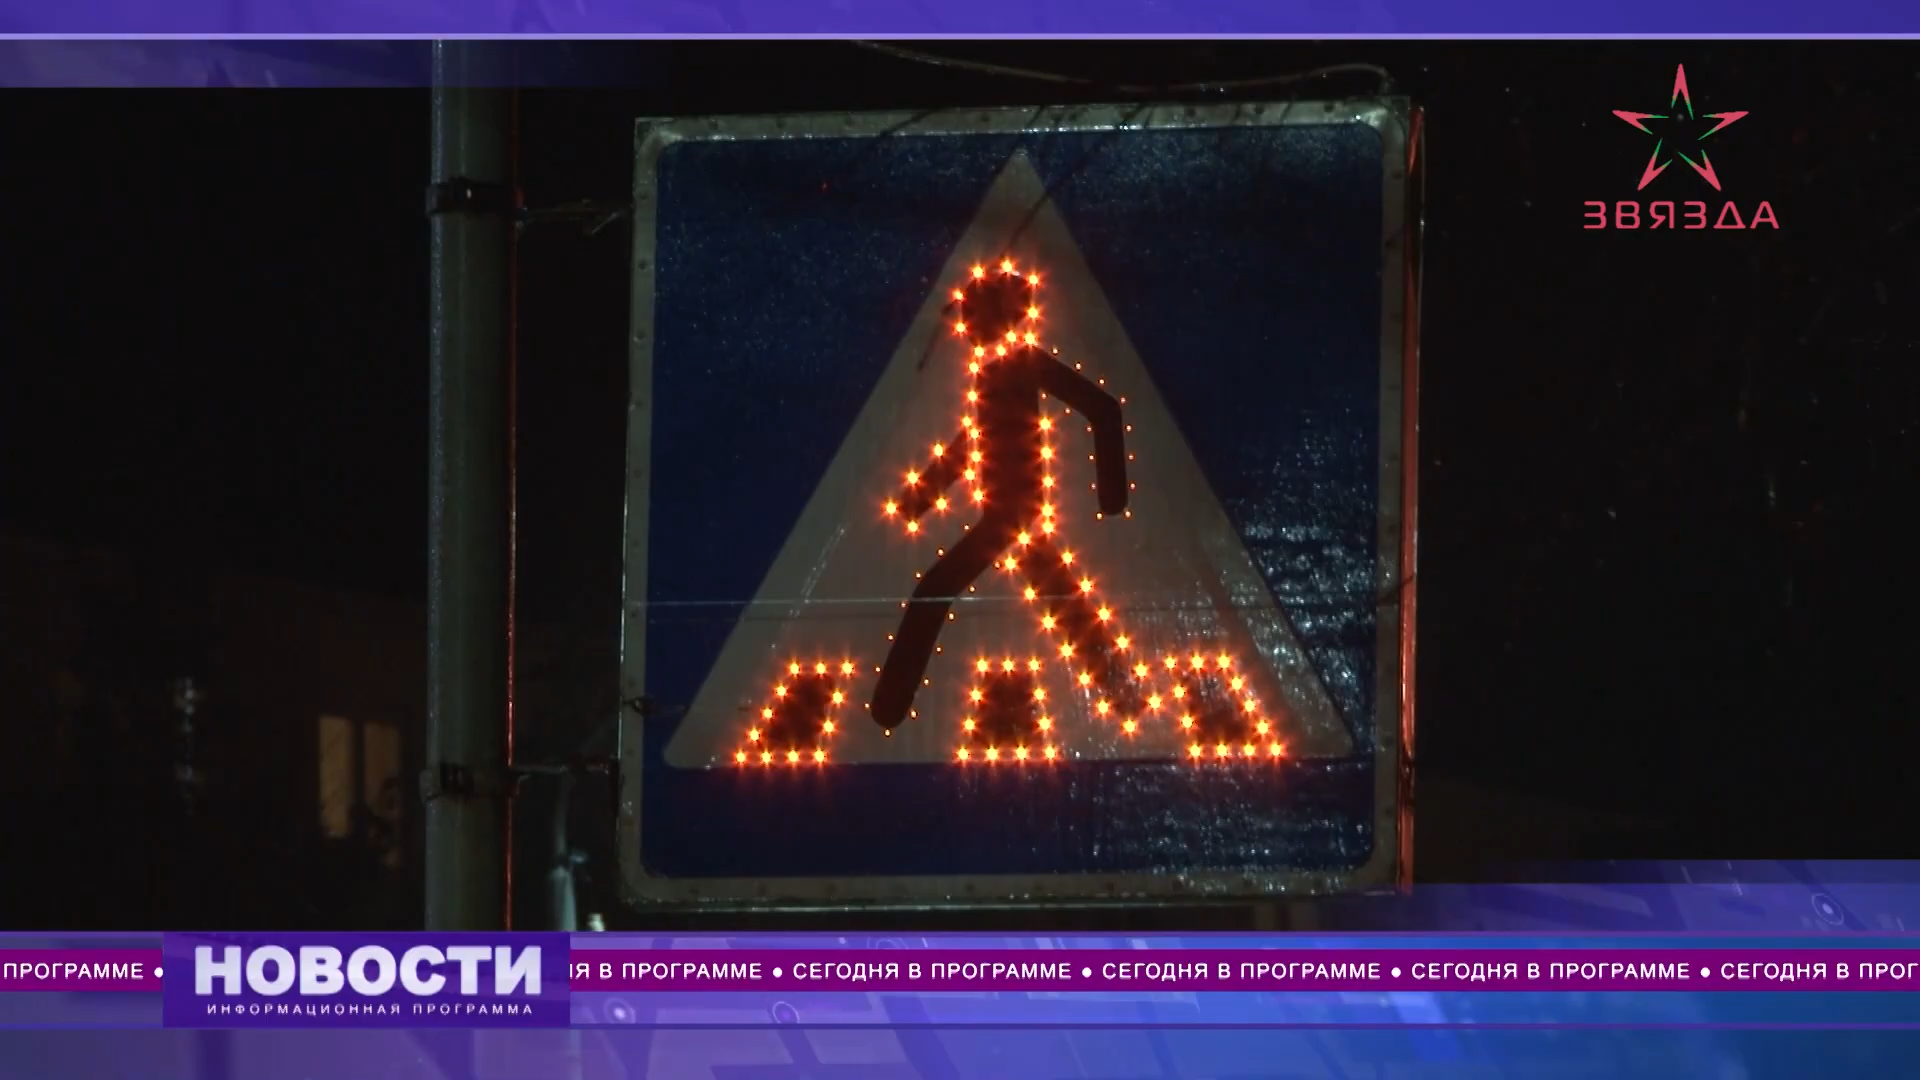 ЗВЯЗДА
ПРОГРАММЕ •
НОВОСТИ
ИНФОРМАЦИОННАЯ ПРОГРАММА
Я В ПРОГРАММЕ • СЕГОДНЯ В ПРОГРАММЕ • СЕГОДНЯ В ПРОГРАММЕ • СЕГОДНЯ В ПРОГРАММЕ • СЕГОДНЯ В ПРОГ